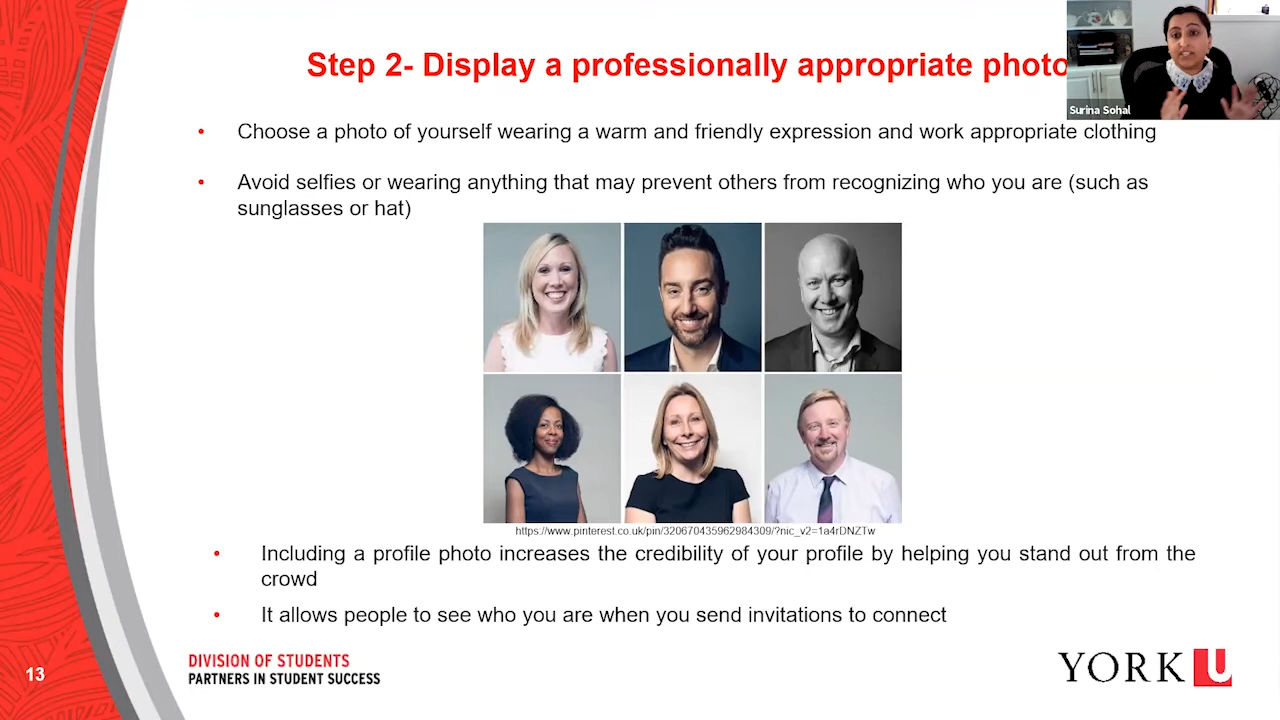 Step 2- Display a professionally appropriate photo
Surina Sohal
• Choose a photo of yourself wearing a warm and friendly expression and work appropriate clothing
• Avoid selfies or wearing anything that may prevent others from recognizing who you are (such as
sunglasses or hat)
https://www.pinterest.co.uk/pin/320670435962984309/?nic_v2=1a4rDNZTw
• Including a profile photo increases the credibility of your profile by helping you stand out from the
crowd
• It allows people to see who you are when you send invitations to connect
13
DIVISION OF STUDENTS
PARTNERS IN STUDENT SUCCESS
YORK U